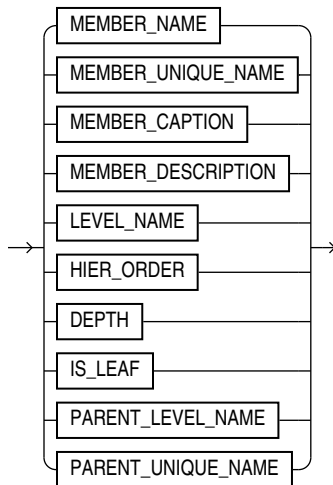 MEMBER_NAME
MEMBER_UNIQUE_NAME
MEMBER_CAPTION
MEMBER_DESCRIPTION
LEVEL_NAME
HIER_ORDER
DEPTH
IS_LEAF
PARENT_LEVEL_NAME
PARENT_UNIQUE_NAME